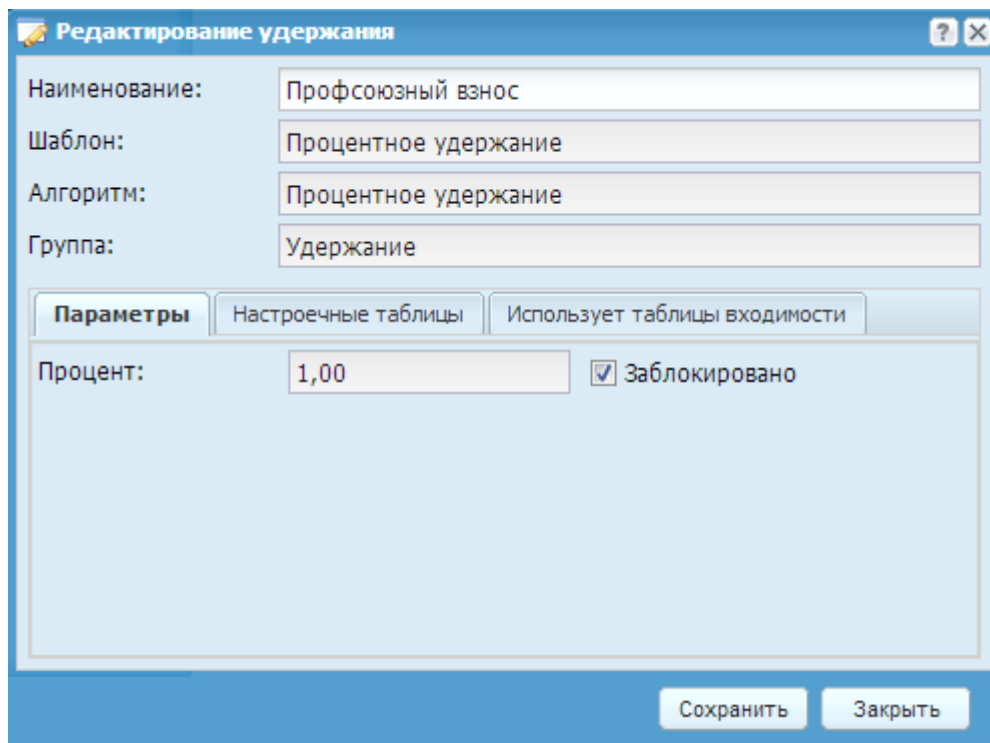 Редактирование удержания
Наименование: Профсоюзный взнос
Шаблон: Процентное удержание
Алгоритм: Процентное удержание
Группа: Удержание
Параметры Настроечные таблицы Использует таблицы входимости
Процент: 1,00 Заблокировано
Сохранить Закрыть